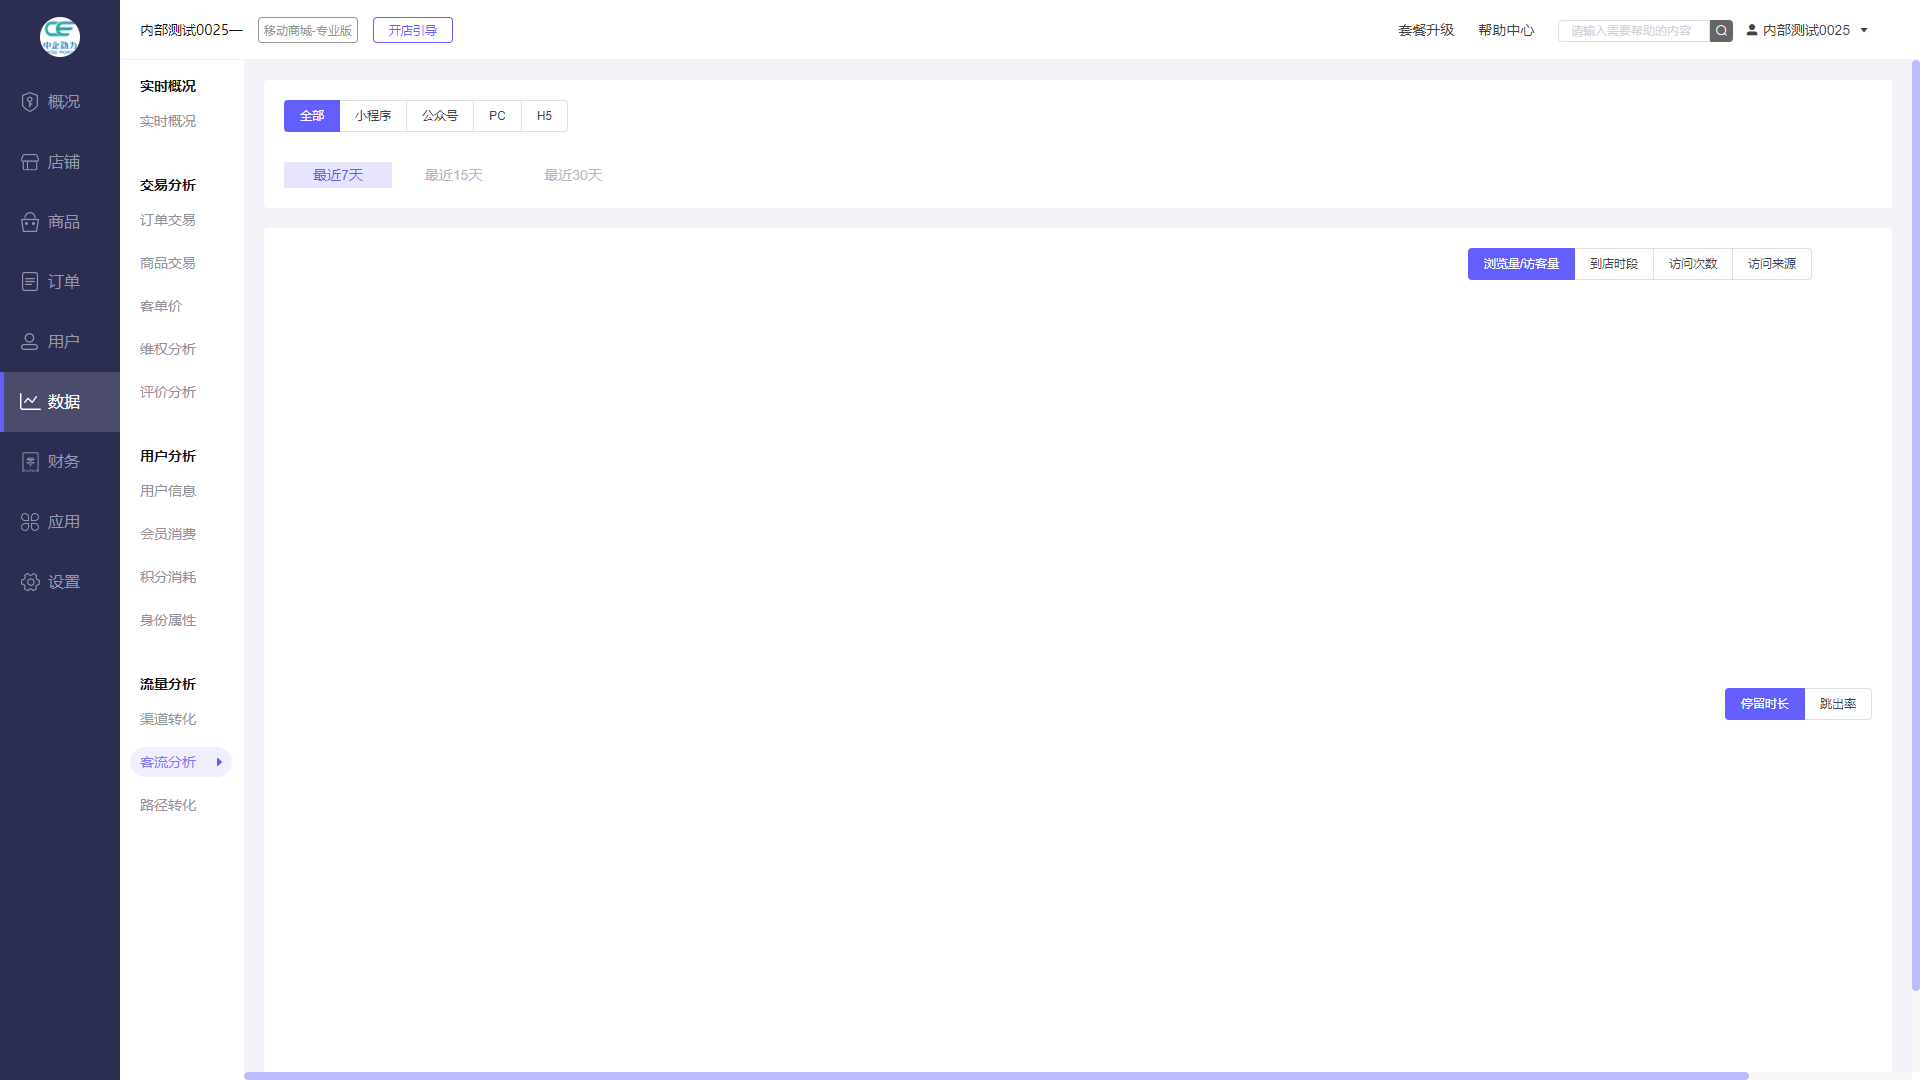 中企动力
内部测试0025—
移动商城-专业版
开店引导
套餐升级
帮助中心
请输入需要帮助的内容
内部测试0025
概况
店铺
商品
订单
用户
数据
财务
应用
设置
实时概况
实时概况
交易分析
订单交易
商品交易
客单价
维权分析
评价分析
用户分析
用户信息
会员消费
积分消耗
身份属性
流量分析
渠道转化
客流分析
路径转化
全部
小程序
公众号
PC
H5
最近7天
最近15天
最近30天
浏览量/访客量
到店时段
访问次数
访问来源
停留时长
跳出率